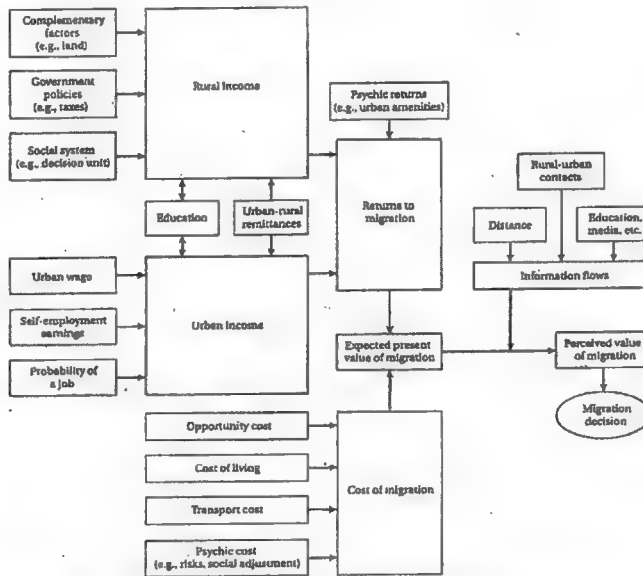 Complementary
factors
(e.g., land)
Government
policies
(e.g., taxes)
Social system
(e.g., decision unit)
Rural income
Psychic returns
(e.g., urban amenities)
Education
Urban-rural
remittances
Returns to
migration
Rural-urban
contacts
Distance
Education,
media, etc.
Information flows
Urban wage
Self-employment
earnings
Probability of
a job
Urban income
Expected present
value of migration
Perceived value
of migration
Migration
decision
Opportunity cost
Cost of living
Transport cost
Psychic cost
(e.g., risks, social adjustment)
Cost of migration